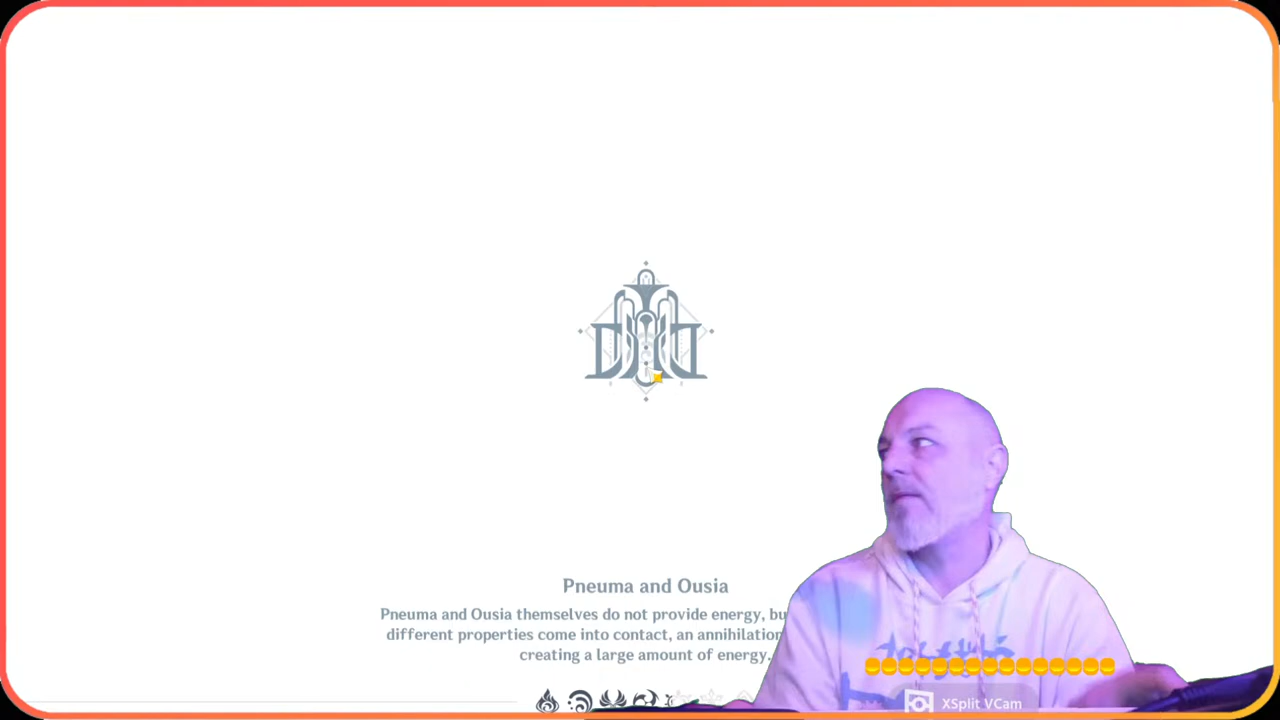 Pneuma and Ousia
Pneuma and Ousia themselves do not provide energy, bu
different properties come into contact, an annihilation
creating a large amount of energy.
XSplit VCam